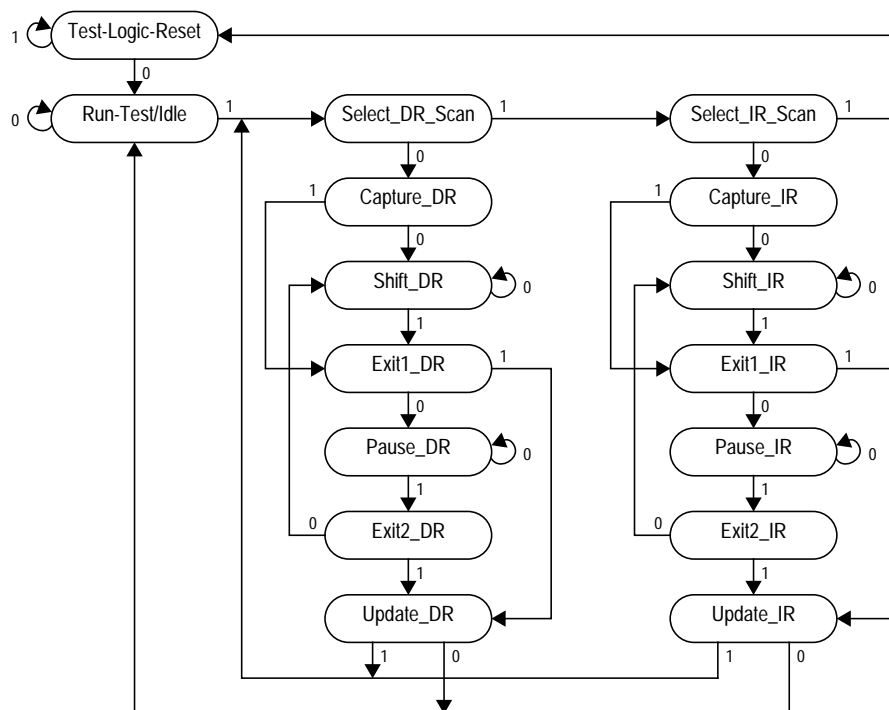 Test-Logic-Reset
1
0
Run-Test/Idle
0
1
Select_DR_Scan
1
Select_IR_Scan
1
0
0
1
Capture_DR
1
Capture_IR
0
0
Shift_DR
0
Shift_IR
0
1
1
Exit1_DR
1
Exit1_IR
1
0
0
Pause_DR
0
Pause_IR
0
1
1
0
Exit2_DR
0
Exit2_IR
1
1
Update_DR
Update_IR
1
0
1
0